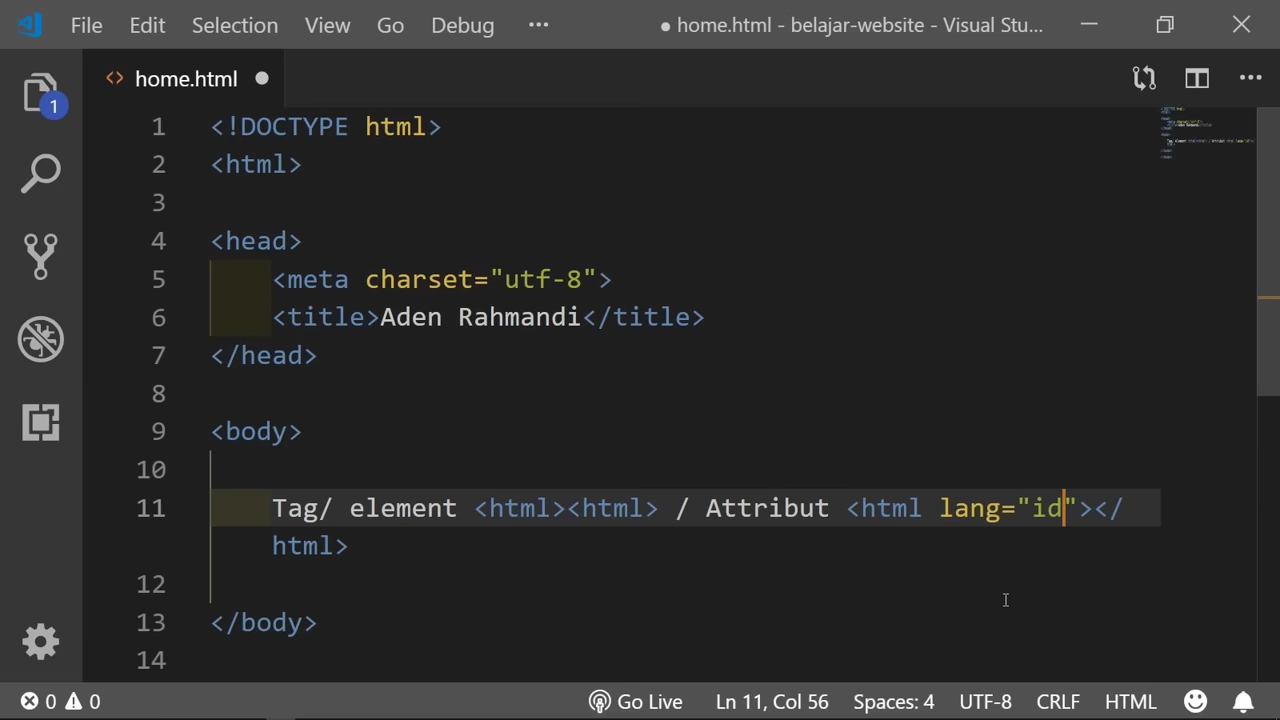 File Edit Selection View Go Debug ··· ● home.html - belajar-website - Visual Stu...
<> home.html ●
1
1 <!DOCTYPE html>
2 <html>
3
4 <head>
5 <meta charset="utf-8">
6 <title>Aden Rahmandi</title>
7 </head>
8
9 <body>
10
11 Tag/ element <html><html> / Attribut <html lang="id"></
html>
12
13 </body>
14
0 0 Go Live Ln 11, Col 56 Spaces: 4 UTF-8 CRLF HTML